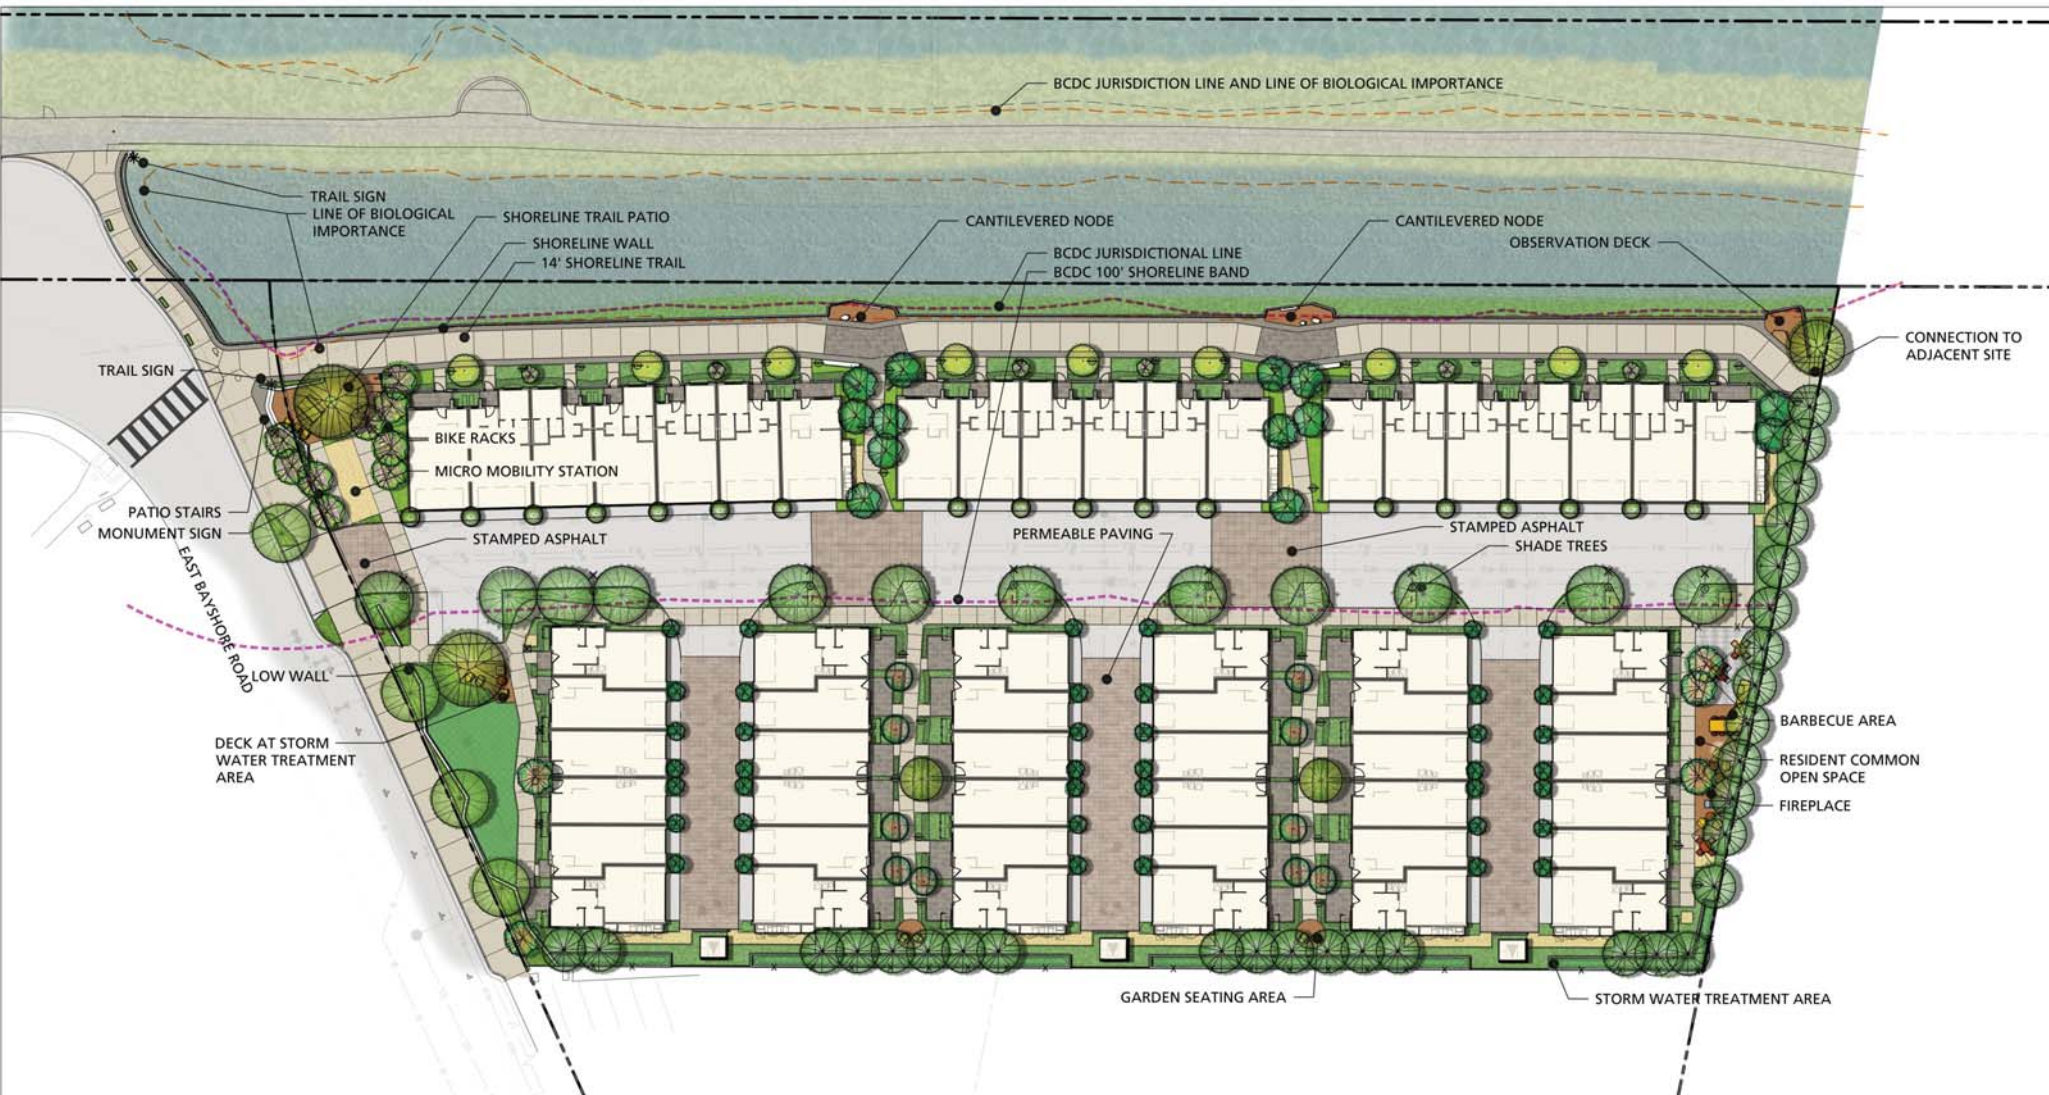 BCDC JURISDICTION LINE AND LINE OF BIOLOGICAL IMPORTANCE
TRAIL SIGN
LINE OF BIOLOGICAL
IMPORTANCE
SHORELINE TRAIL PATIO
SHORELINE WALL
14' SHORELINE TRAIL
CANTILEVERED NODE
BCDC JURISDICTIONAL LINE
BCDC 100' SHORELINE BAND
CANTILEVERED NODE
OBSERVATION DECK
CONNECTION TO
ADJACENT SITE
TRAIL SIGN
BIKE RACKS
MICRO MOBILITY STATION
PATIO STAIRS
MONUMENT SIGN
STAMPED ASPHALT
PERMEABLE PAVING
STAMPED ASPHALT
SHADE TREES
EAST BAYSHORE ROAD
LOW WALL
DECK AT STORM
WATER TREATMENT
AREA
BARBECUE AREA
RESIDENT COMMON
OPEN SPACE
FIREPLACE
GARDEN SEATING AREA
STORM WATER TREATMENT AREA